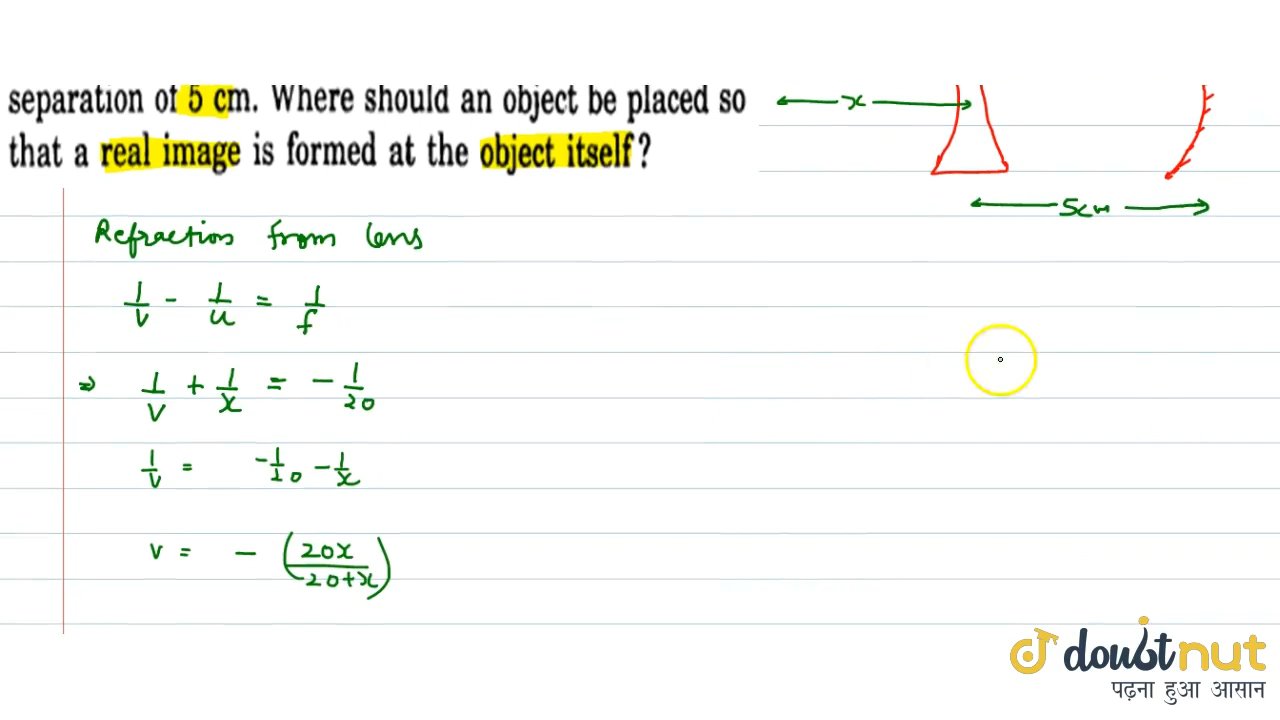 separation of 5 cm. Where should an object be placed so
that a real image is formed at the object itself?
x
5cm
Refraction from lens
1/v - 1/u = 1/f
⇒ 1/v + 1/x = - 1/20
1/v = -1/20 - 1/x
v = - (20x/20+x)
doubtnut
पढ़ना हुआ आसान